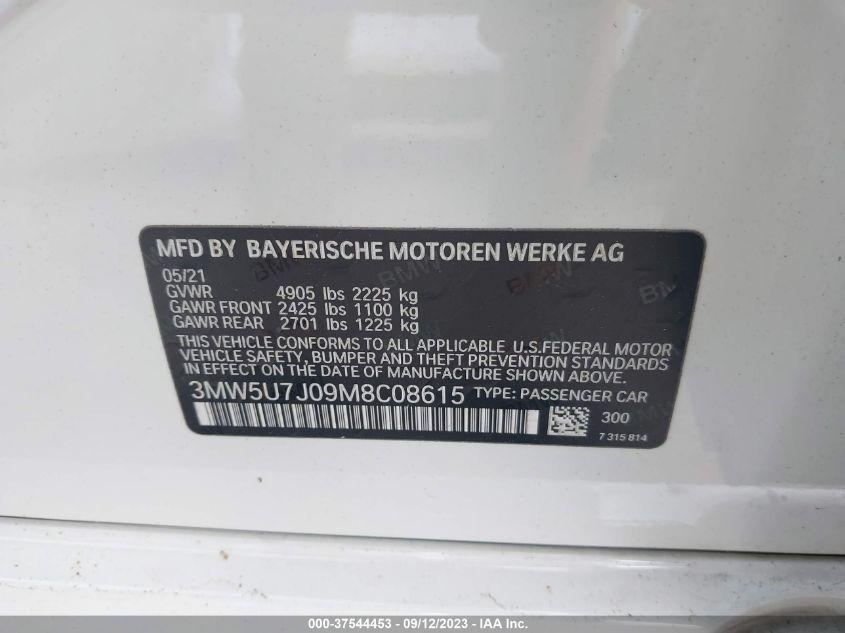 MFD BY BAYERISCHE MOTOREN WERKE AG
05/21
GVWR 4905 lbs 2225 kg
GAWR FRONT 2425 lbs 1100 kg
GAWR REAR 2701 lbs 1225 kg
THIS VEHICLE CONFORMS TO ALL APPLICABLE U.S.FEDERAL MOTOR
VEHICLE SAFETY, BUMPER AND THEFT PREVENTION STANDARDS
IN EFFECT ON THE DATE OF MANUFACTURE SHOWN ABOVE.
3MW5U7J09M8C08615 TYPE: PASSENGER CAR
300
7 315 814
000-37544453 - 09/12/2023 - IAA Inc.